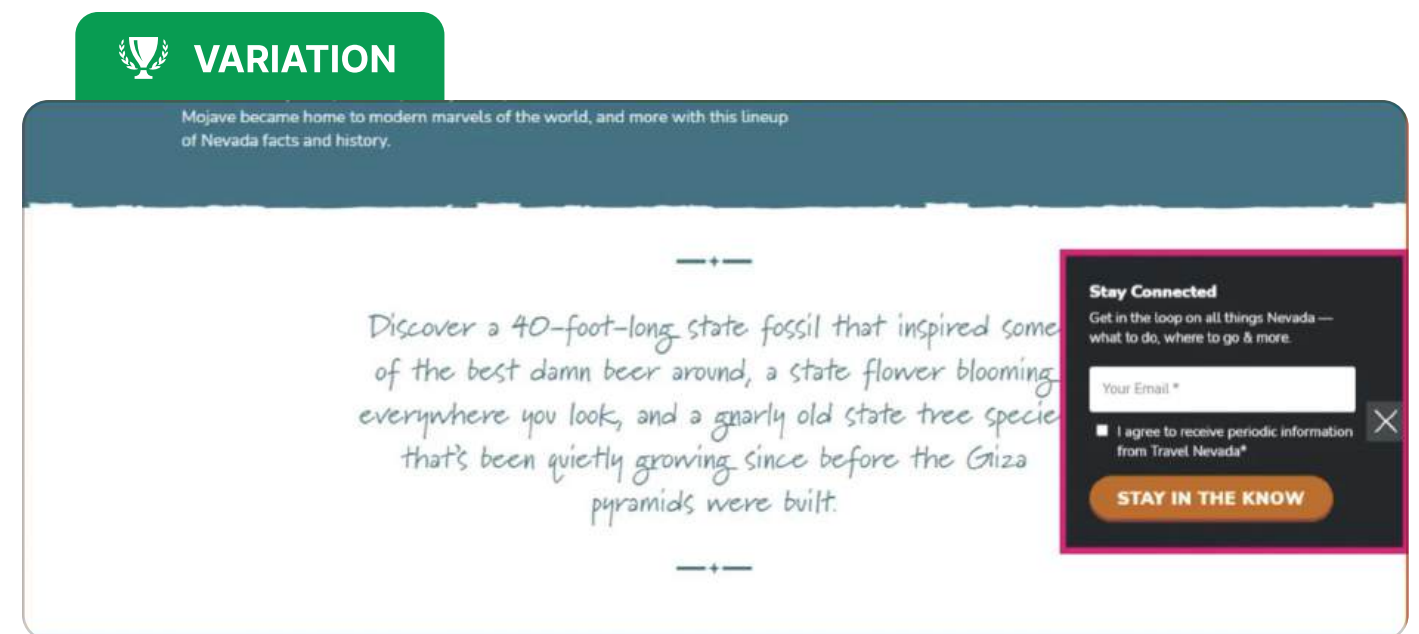 VARIATION
Mojave became home to modern marvels of the world, and more with this lineup
of Nevada facts and history.
Discover a 40-foot-long state fossil that inspired some
of the best damn beer around, a state flower blooming
everywhere you look, and a gnarly old state tree specie
that's been quietly growing since before the Giza
pyramids were built.
Stay Connected
Get in the loop on all things Nevada —
what to do, where to go & more.
Your Email *
I agree to receive periodic information
from Travel Nevada*
STAY IN THE KNOW